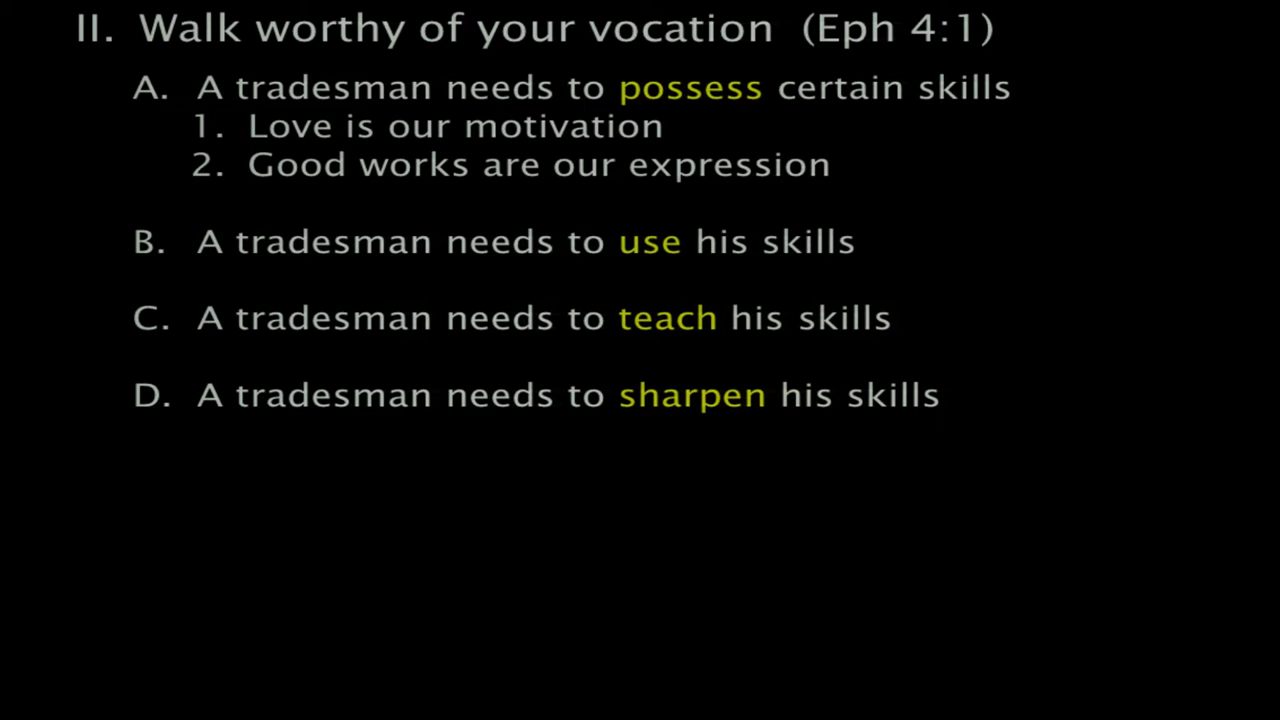 II. Walk worthy of your vocation (Eph 4:1)
A. A tradesman needs to possess certain skills
1. Love is our motivation
2. Good works are our expression
B. A tradesman needs to use his skills
C. A tradesman needs to teach his skills
D. A tradesman needs to sharpen his skills